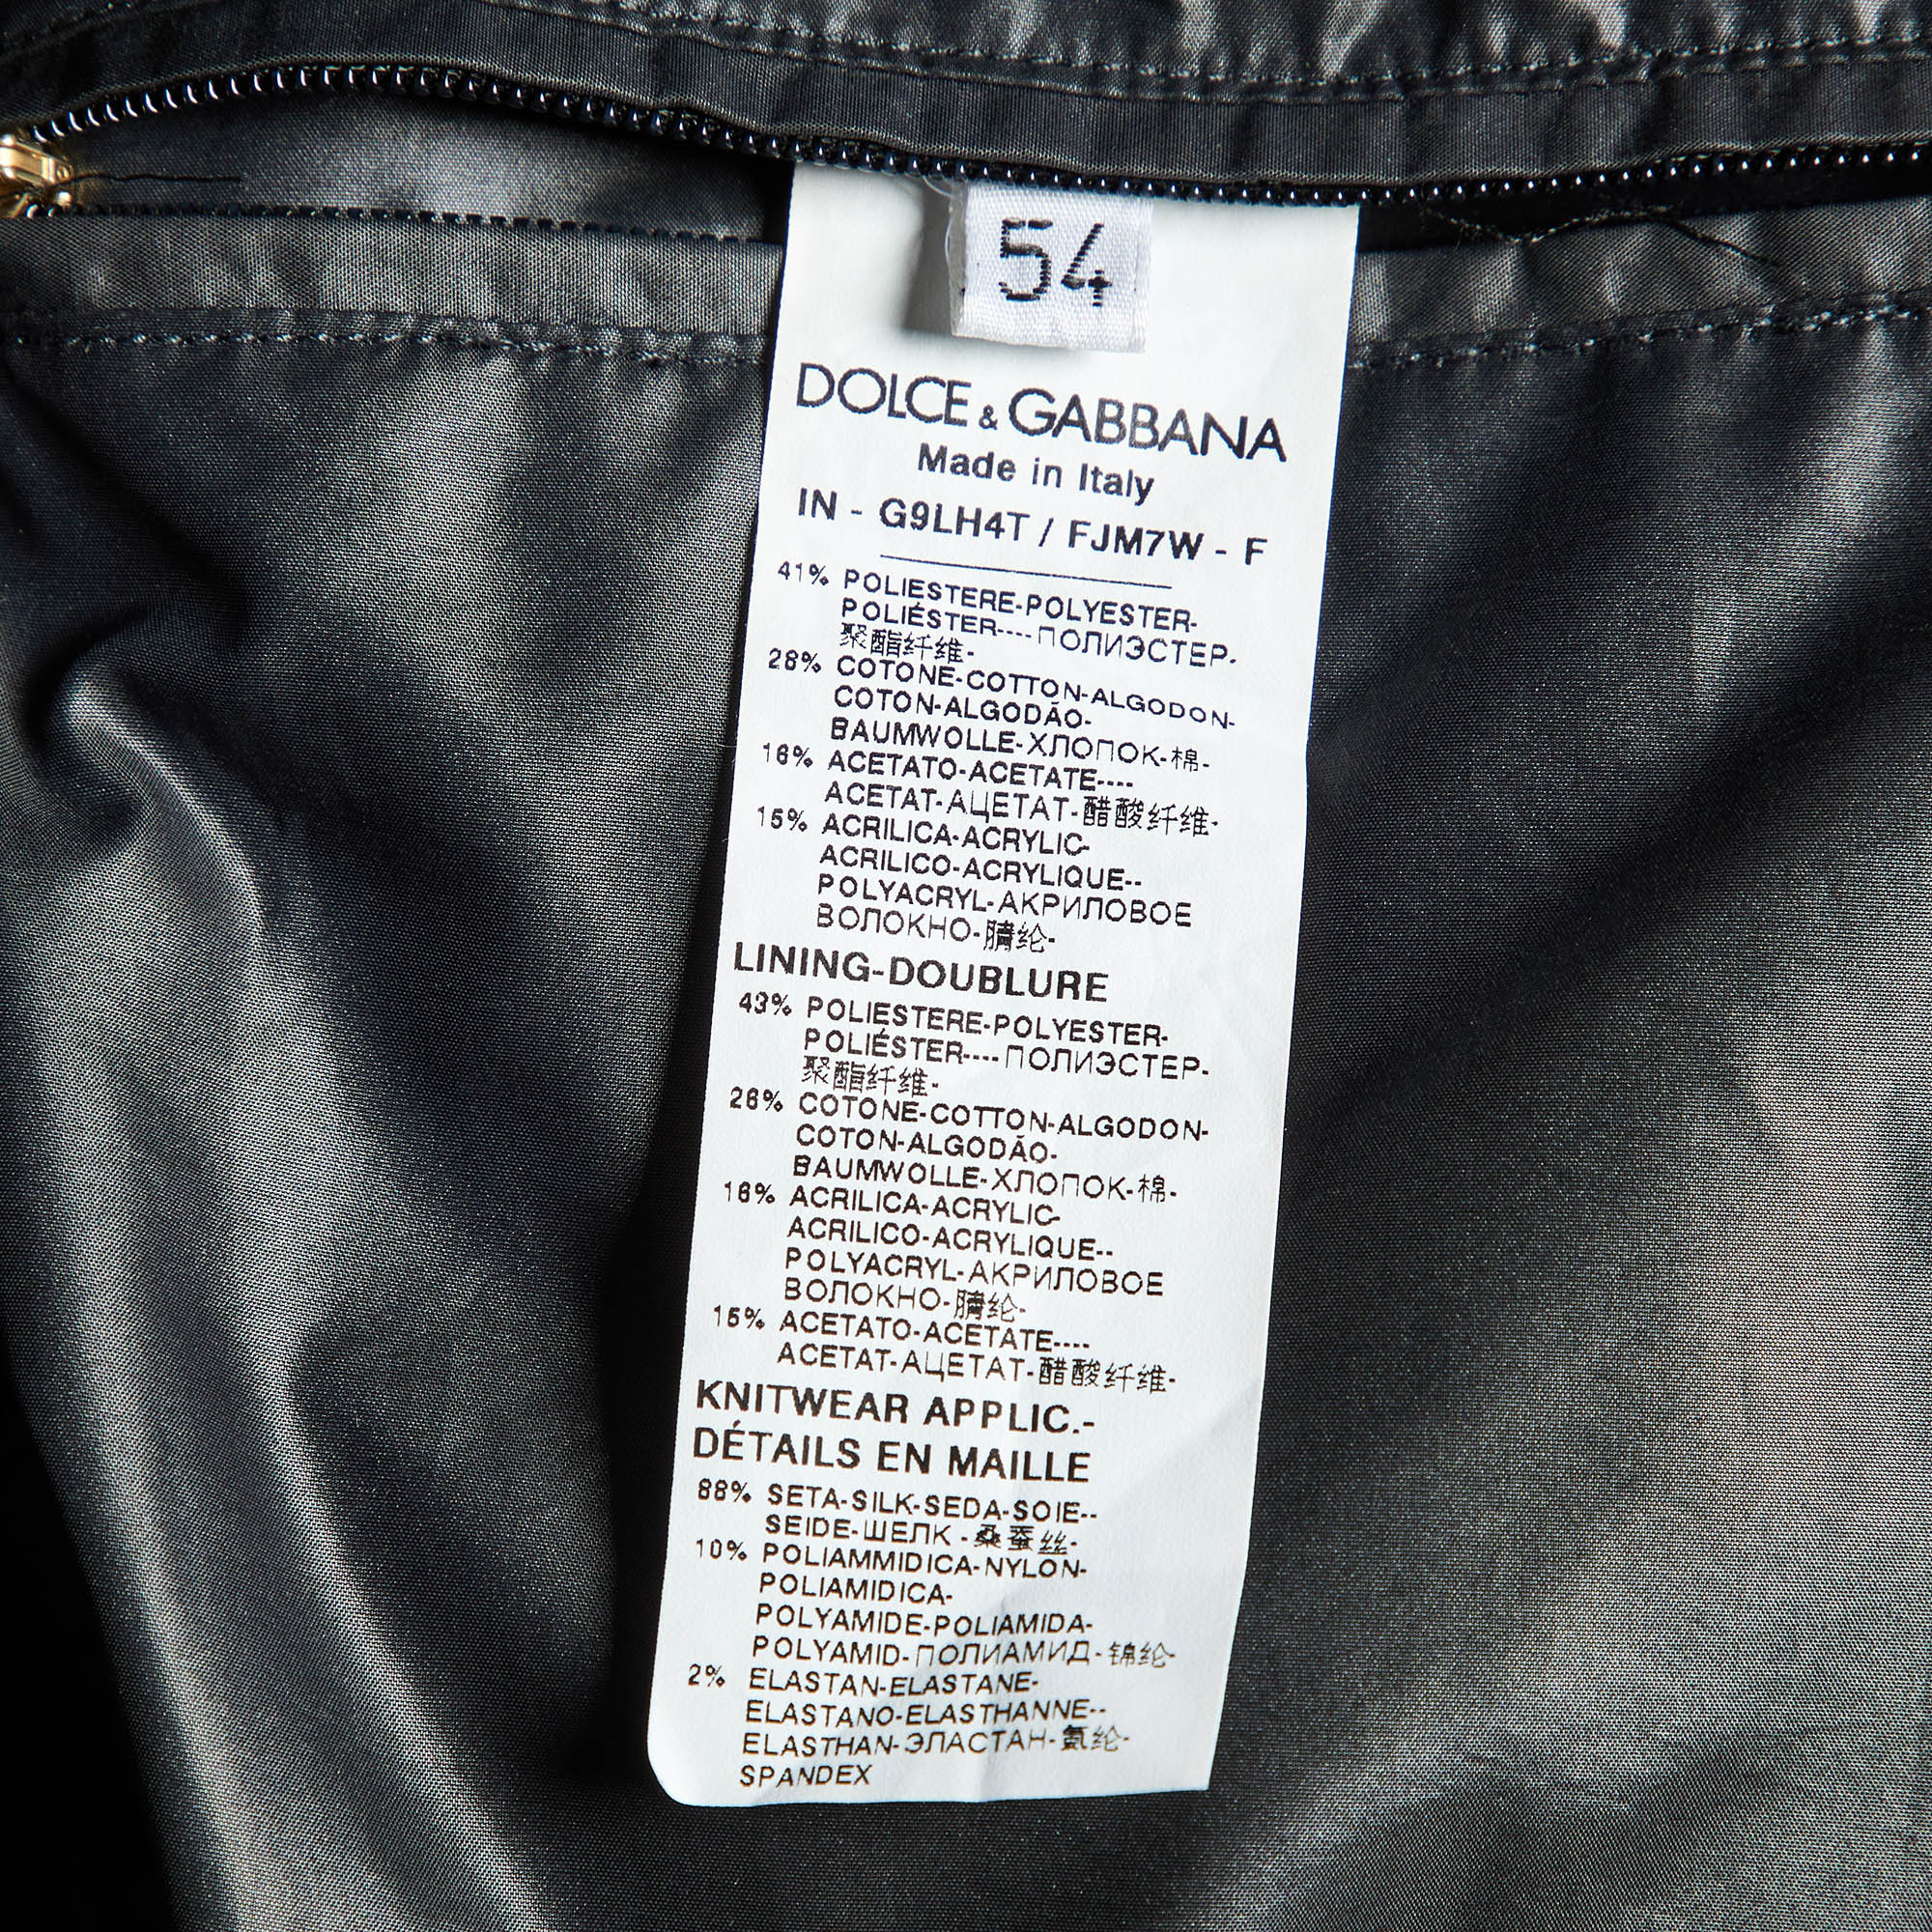 54
DOLCE & GABBANA
Made in Italy
IN - G9LH4T / FJM7W - F
41% POLIESTERE-POLYESTER-
POLIÉSTER----ПОЛИЭСТЕР-
聚酯纤维-
28% COTONE-COTTON-ALGODON-
COTON-ALGODÃO-
BAUMWOLLE-ХЛОПОК-棉-
16% ACETATO-ACETATE----
ACETAT-АЦЕТАТ-醋酸纤维-
15% ACRILICA-ACRYLIC-
ACRILICO-ACRYLIQUE--
POLYACRYL-АКРИЛОВОЕ
ВОЛОКНО-腈纶-
LINING-DOUBLURE
43% POLIESTERE-POLYESTER-
POLIÉSTER----ПОЛИЭСТЕР-
聚酯纤维-
26% COTONE-COTTON-ALGODON-
COTON-ALGODÃO-
BAUMWOLLE-ХЛОПОК-棉-
16% ACRILICA-ACRYLIC-
ACRILICO-ACRYLIQUE--
POLYACRYL-АКРИЛОВОЕ
ВОЛОКНО-腈纶-
15% ACETATO-ACETATE----
ACETAT-АЦЕТАТ-醋酸纤维-
KNITWEAR APPLIC.-
DÉTAILS EN MAILLE
88% SETA-SILK-SEDA-SOIE--
SEIDE-ШЕЛК -桑蚕丝-
10% POLIAMMIDICA-NYLON-
POLIAMIDICA-
POLYAMIDE-POLIAMIDA-
POLYAMID-ПОЛИАМИД-锦纶-
2% ELASTAN-ELASTANE-
ELASTANO-ELASTHANNE--
ELASTHAN-ЭЛАСТАН-氨纶-
SPANDEX